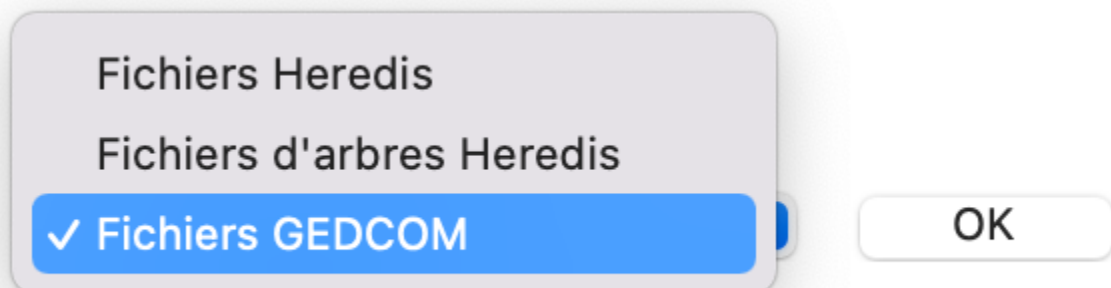 Fichiers Heredis
Fichiers d'arbres Heredis
✓ Fichiers GEDCOM
OK